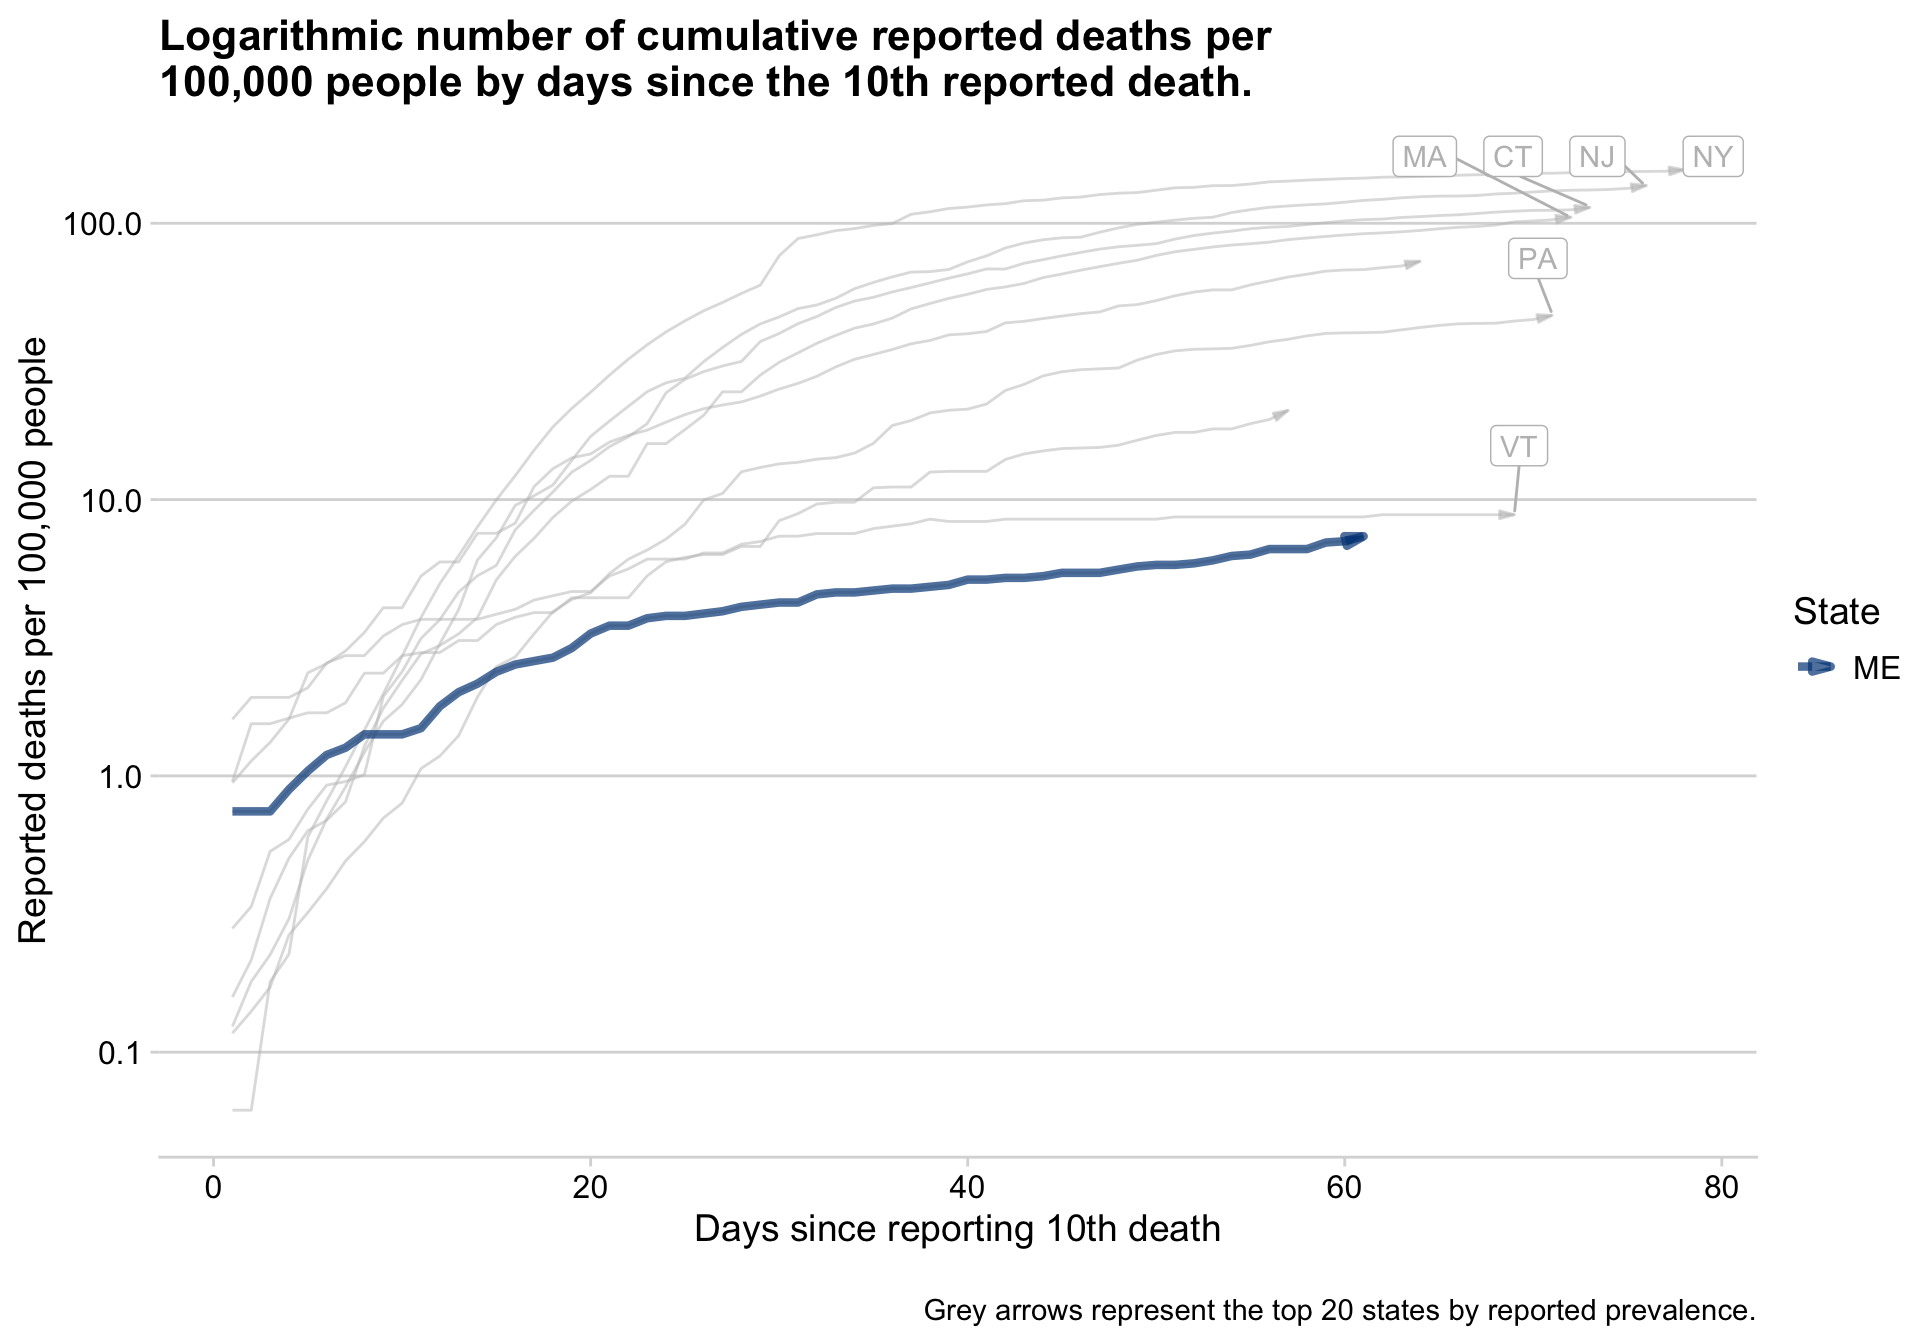 Logarithmic number of cumulative reported deaths per
100,000 people by days since the 10th reported death.
MA CT NJ NY
100.0
PA
VT
10.0
1.0
0.1
Reported deaths per 100,000 people
State
ME
0 20 40 60 80
Days since reporting 10th death
Grey arrows represent the top 20 states by reported prevalence.